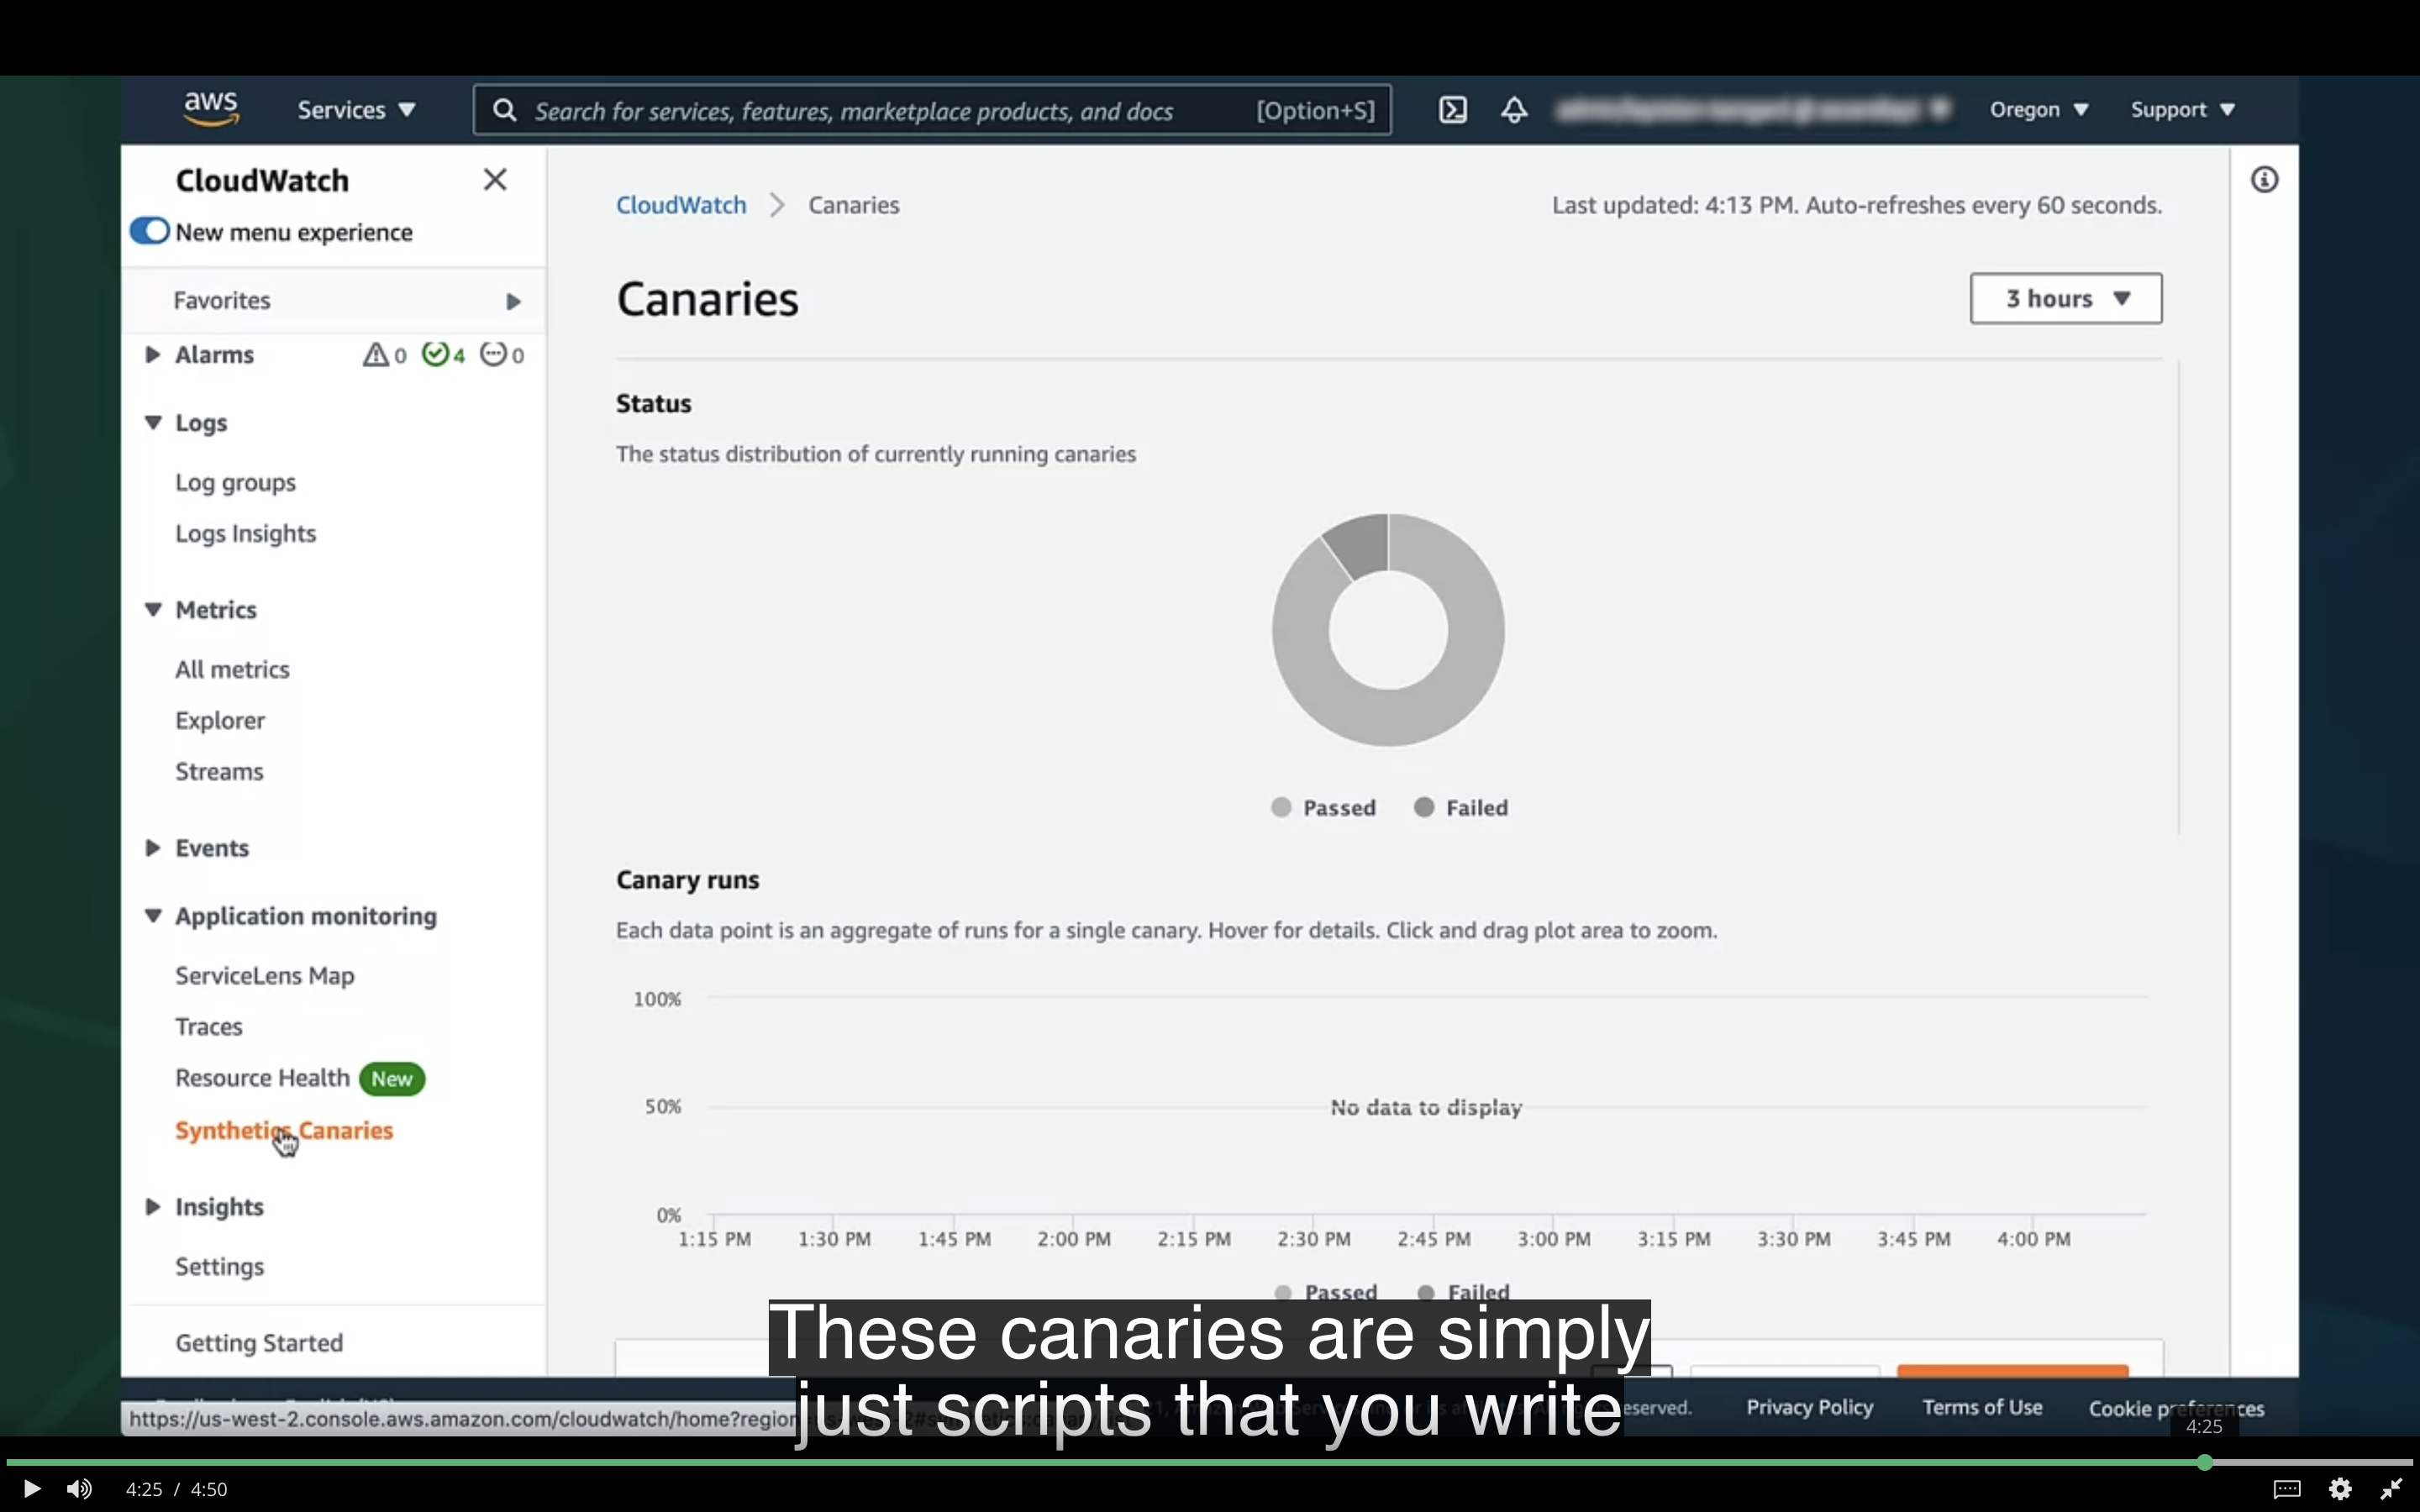 aws
Services
Search for services, features, marketplace products, and docs
[Option+S]
Oregon
Support
CloudWatch
New menu experience
Favorites
Alarms 0 4 0
Logs
Log groups
Logs Insights
Metrics
All metrics
Explorer
Streams
Events
Application monitoring
ServiceLens Map
Traces
Resource Health New
Synthetics Canaries
Insights
Settings
Getting Started
CloudWatch > Canaries
Last updated: 4:13 PM. Auto-refreshes every 60 seconds.
Canaries
3 hours
Status
The status distribution of currently running canaries
Passed Failed
Canary runs
Each data point is an aggregate of runs for a single canary. Hover for details. Click and drag plot area to zoom.
100%
50%
No data to display
0%
1:15 PM 1:30 PM 1:45 PM 2:00 PM 2:15 PM 2:30 PM 2:45 PM 3:00 PM 3:15 PM 3:30 PM 3:45 PM 4:00 PM
Passed Failed
These canaries are simply
just scripts that you write
https://us-west-2.console.aws.amazon.com/cloudwatch/home?region
Privacy Policy
Terms of Use
Cookie preferences
4:25
4:25 / 4:50